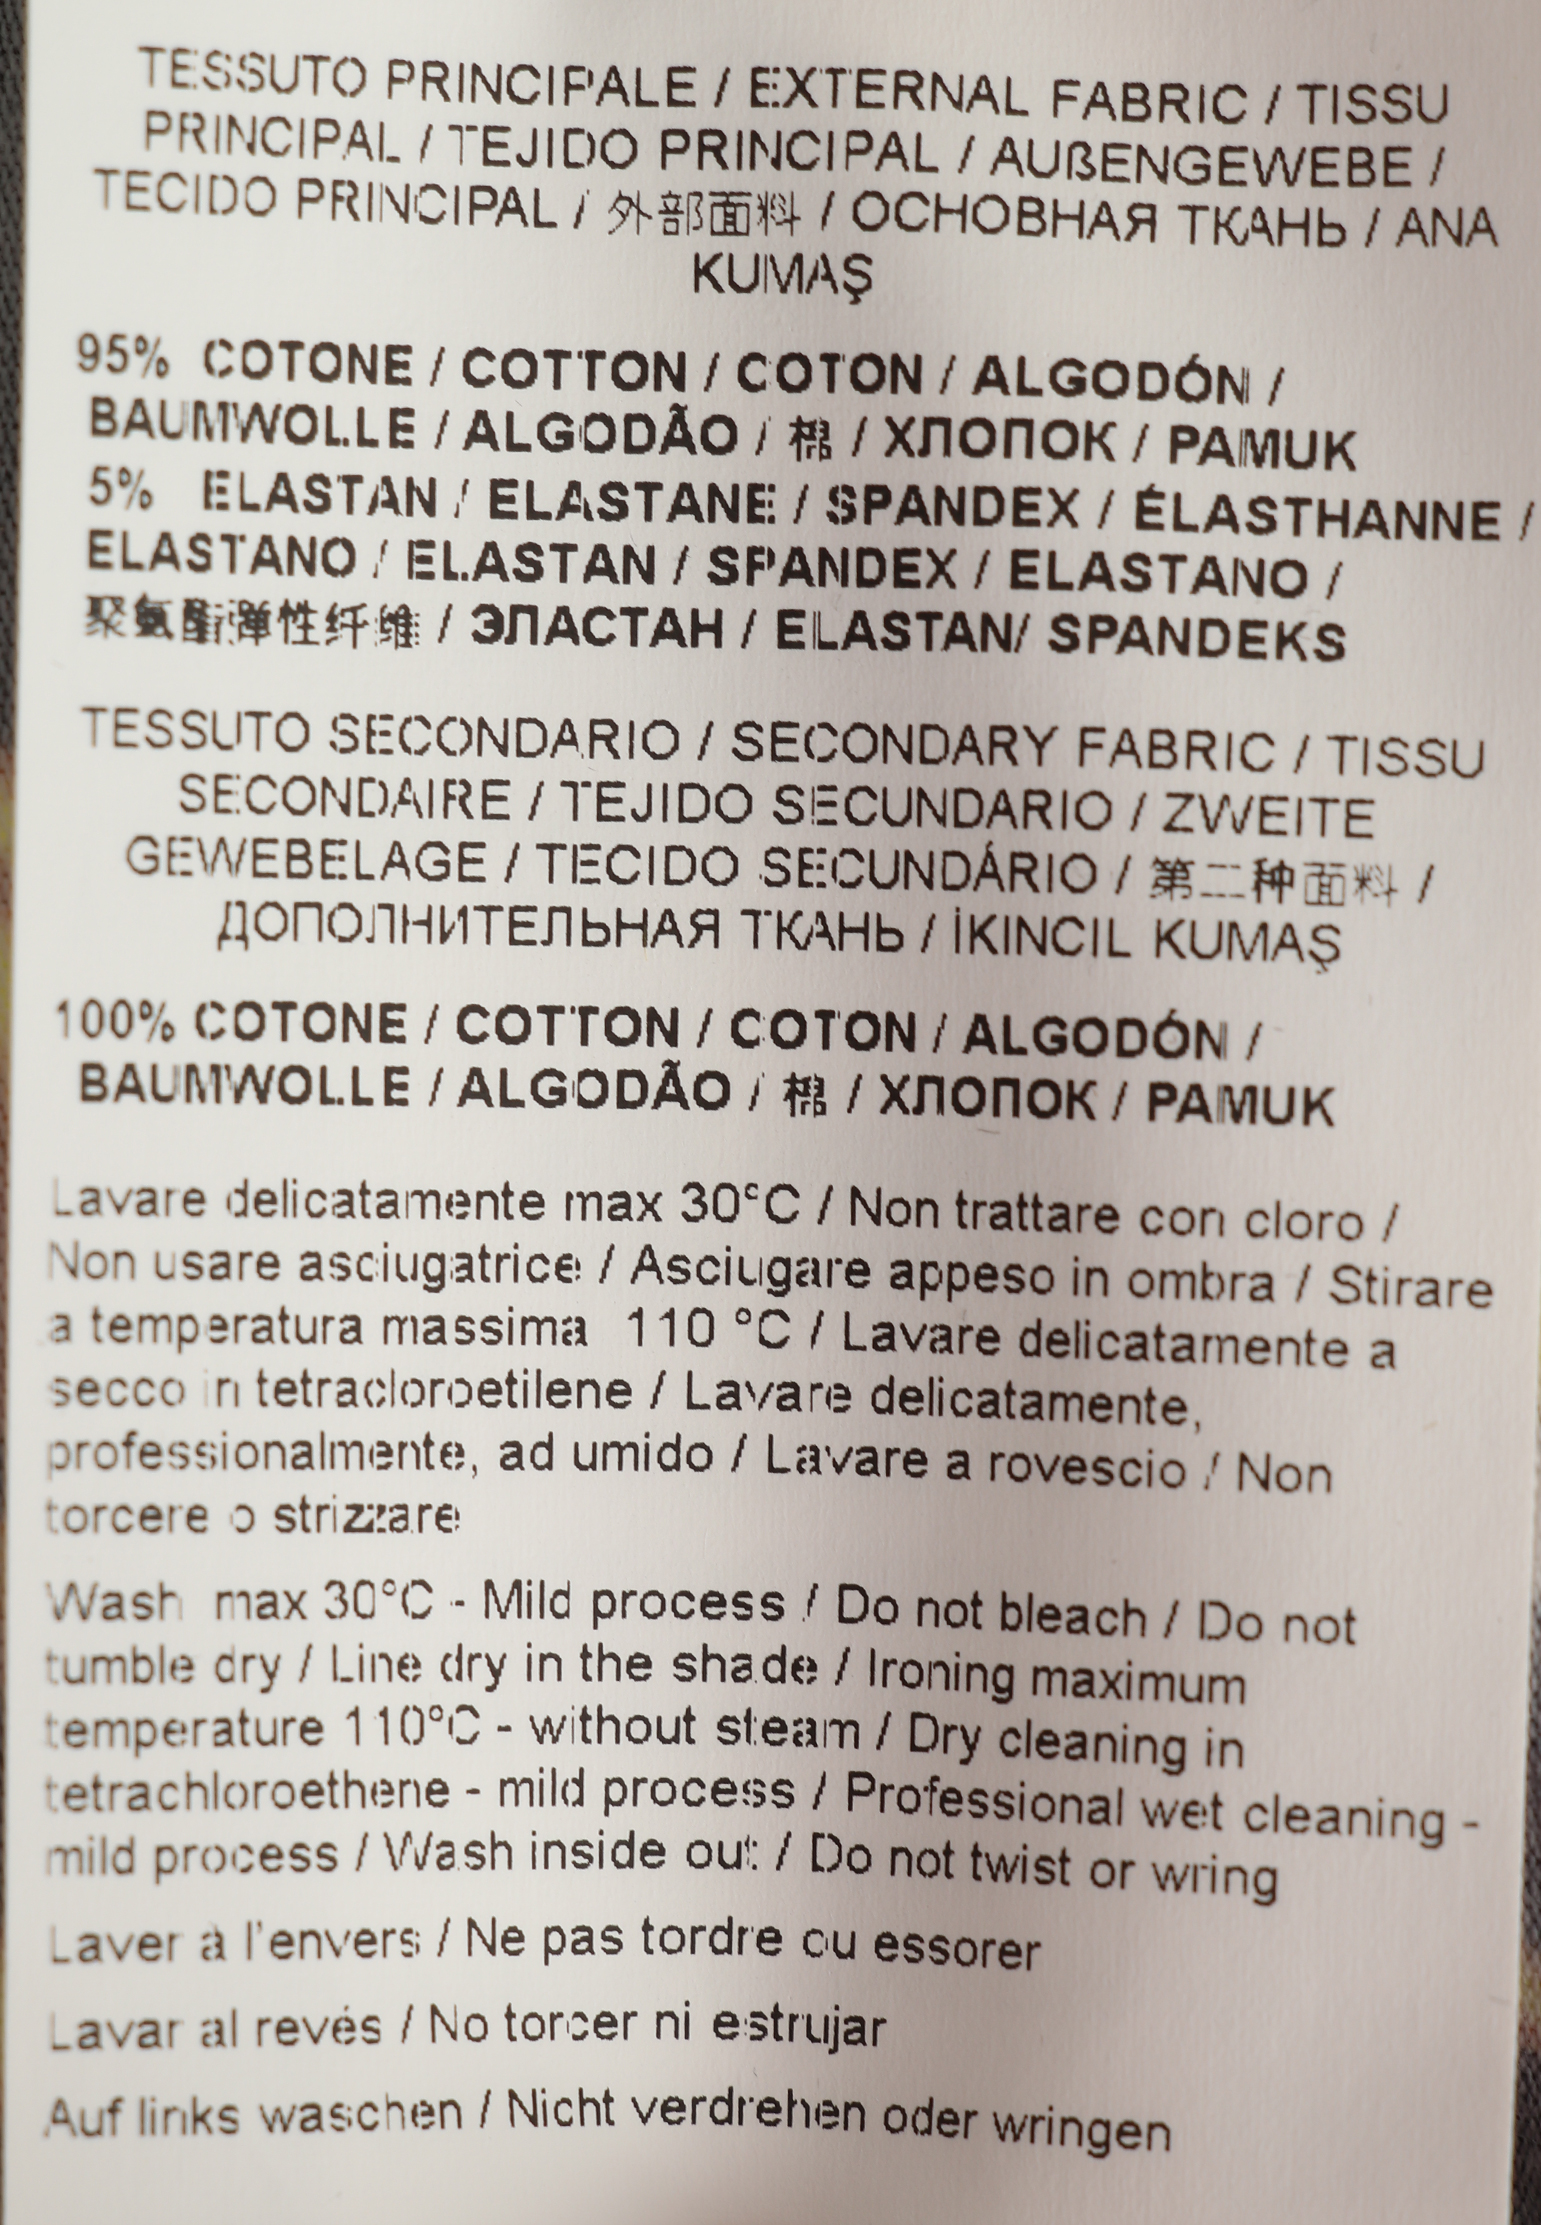 TESSUTO PRINCIPALE / EXTERNAL FABRIC / TISSU
PRINCIPAL / TEJIDO PRINCIPAL / AUßENGEWEBE /
TECIDO PRINCIPAL / 外部面料 / ОСНОВНАЯ ТКАНЬ / ANA
KUMAŞ
95% COTONE / COTTON / COTON / ALGODÓN /
BAUMWOLLE / ALGODÃO / 棉 / ХЛОПОК / PAMUK
5% ELASTAN / ELASTANE / SPANDEX / ÉLASTHANNE /
ELASTANO / ELASTAN / SPANDEX / ELASTANO /
聚氨酯弹性纤维 / ЭЛАСТАН / ELASTAN/ SPANDEKS
TESSUTO SECONDARIO / SECONDARY FABRIC / TISSU
SECONDAIRE / TEJIDO SECUNDARIO / ZWEITE
GEWEBELAGE / TECIDO SECUNDÁRIO / 第二种面料 /
ДОПОЛНИТЕЛЬНАЯ ТКАНЬ / İKINCIL KUMAŞ
100% COTONE / COTTON / COTON / ALGODÓN /
BAUMWOLLE / ALGODÃO / 棉 / ХЛОПОК / PAMUK
Lavare delicatamente max 30°C / Non trattare con cloro /
Non usare asciugatrice / Asciugare appeso in ombra / Stirare
a temperatura massima 110 °C / Lavare delicatamente a
secco in tetracloroetilene / Lavare delicatamente,
professionalmente, ad umido / Lavare a rovescio / Non
torcere o strizzare
Wash max 30°C - Mild process / Do not bleach / Do not
tumble dry / Line dry in the shade / Ironing maximum
temperature 110°C - without steam / Dry cleaning in
tetrachloroethene - mild process / Professional wet cleaning -
mild process / Wash inside out / Do not twist or wring
Laver à l'envers / Ne pas tordre ou essorer
Lavar al revés / No torcer ni estrujar
Auf links waschen / Nicht verdrehen oder wringen